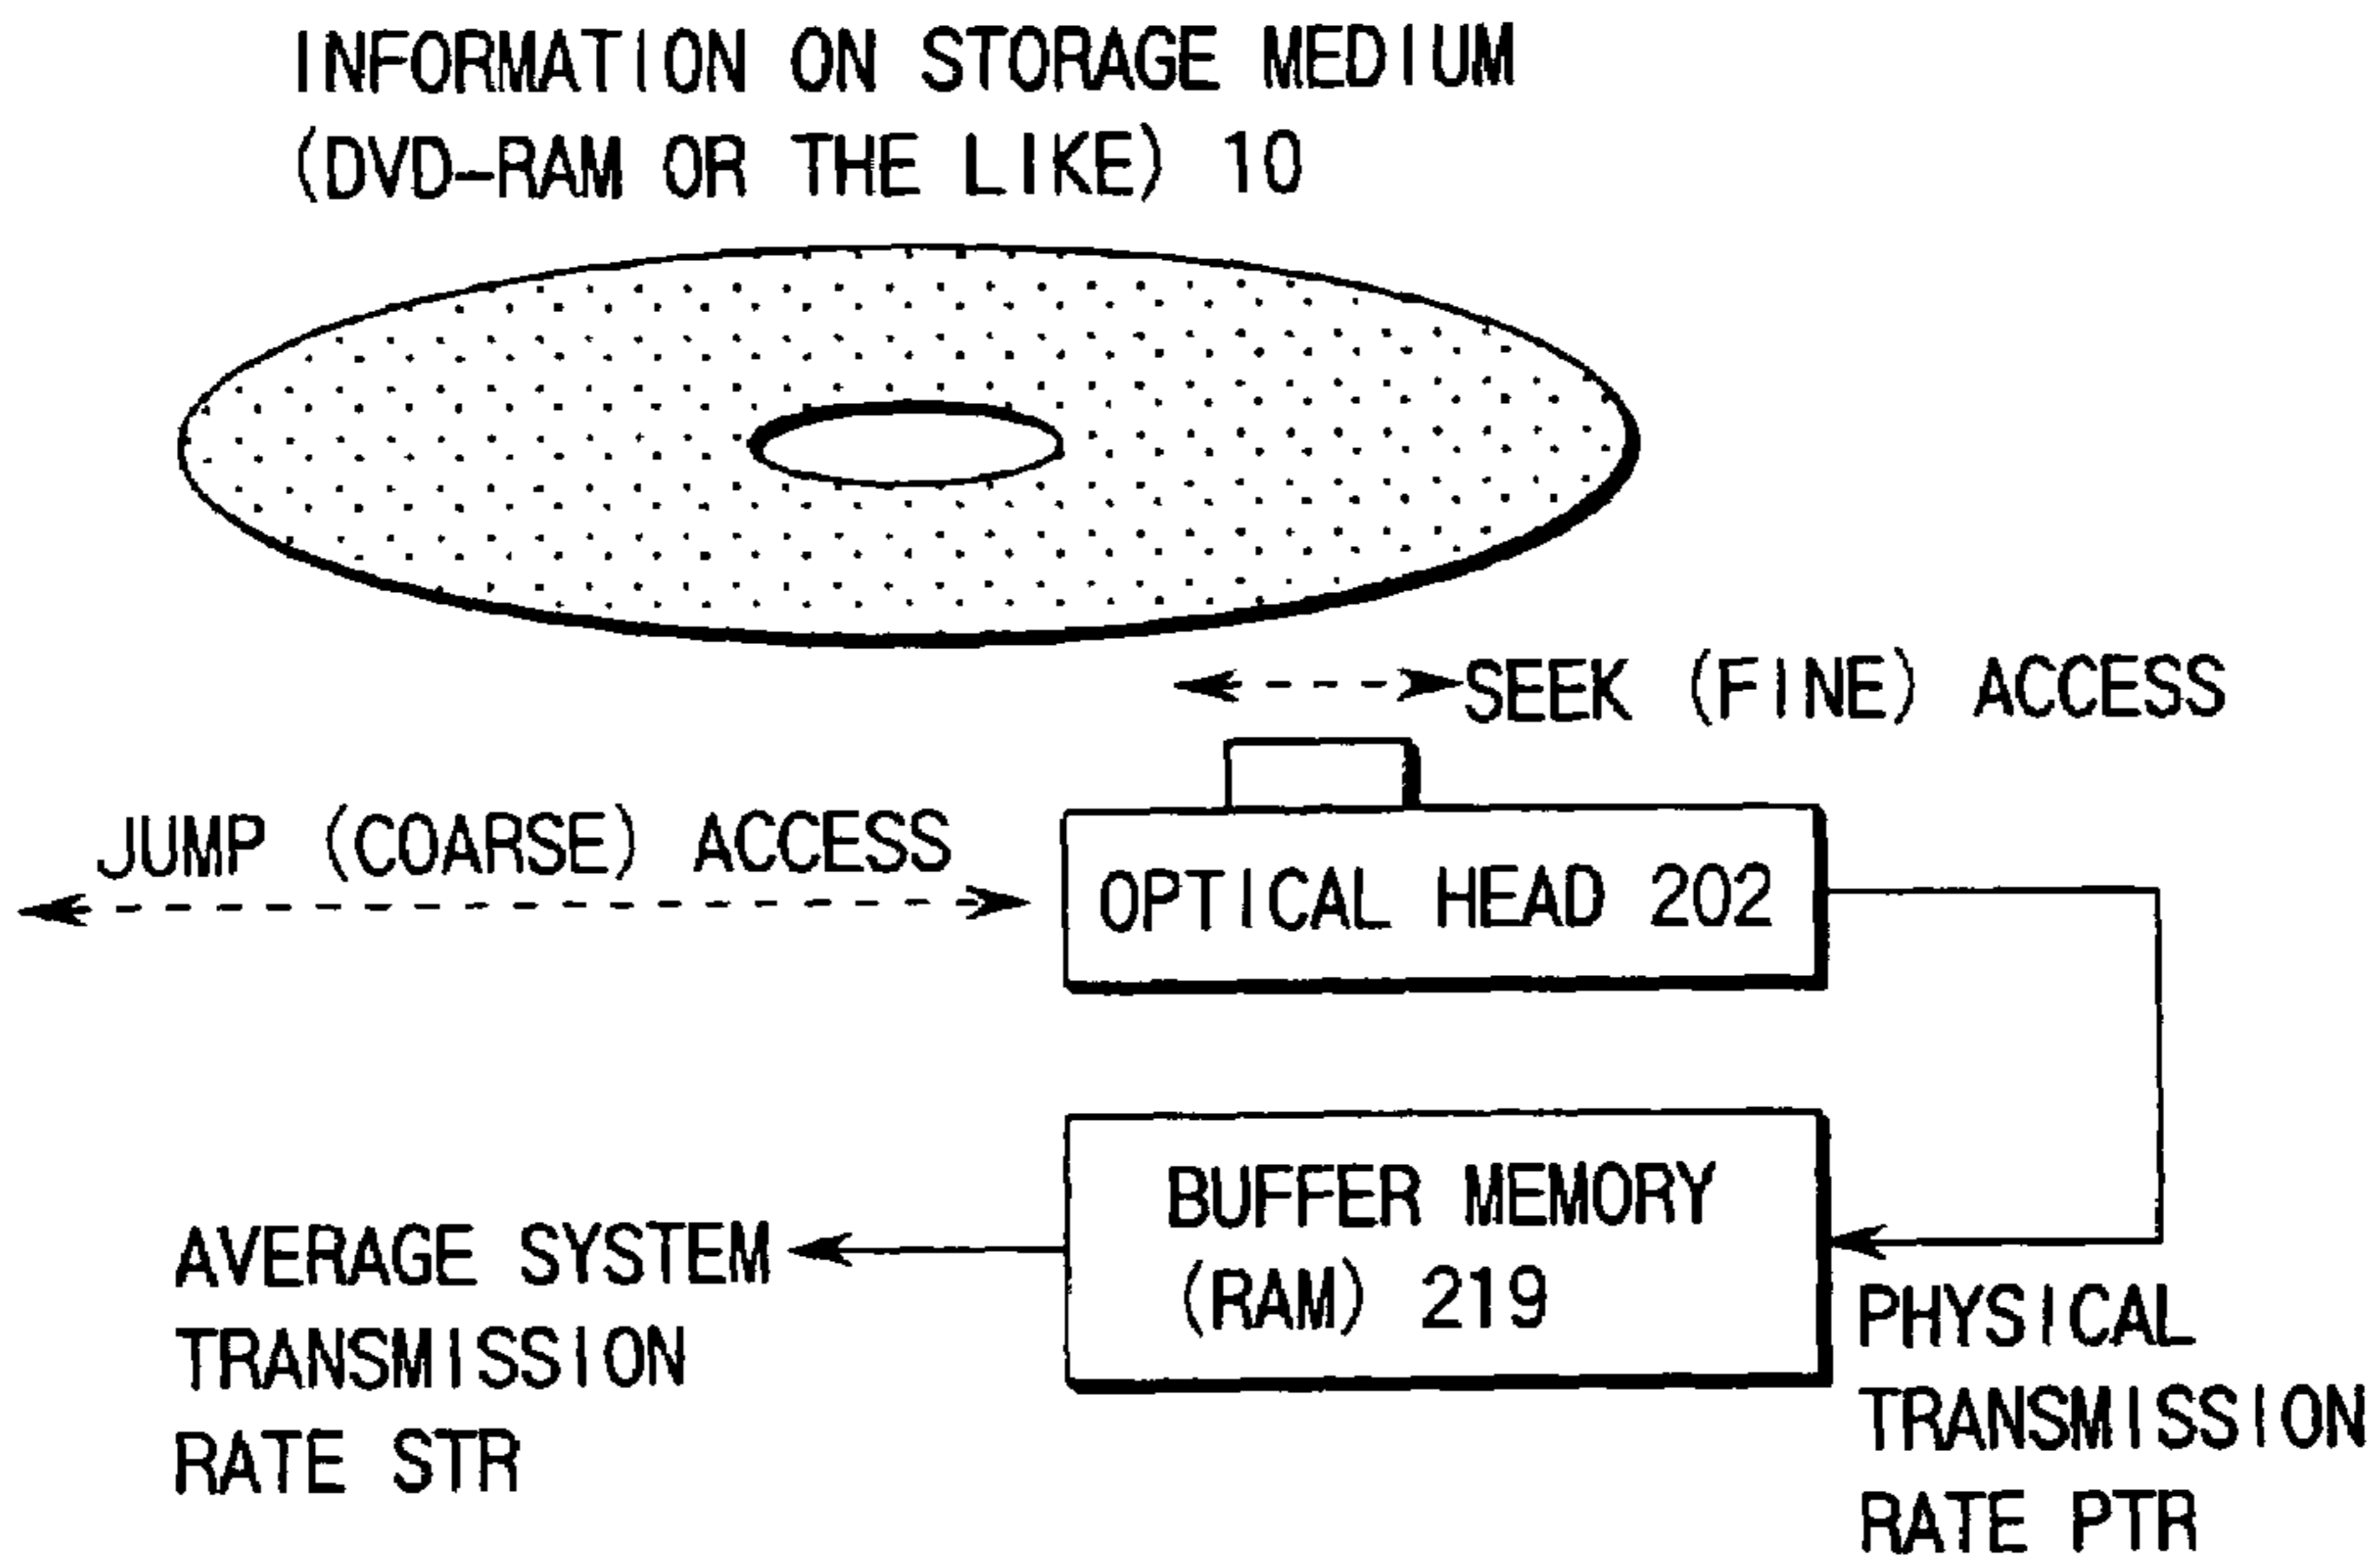 INFORMATION ON STORAGE MEDIUM
(DVD-RAM OR THE LIKE) 10
SEEK (FINE) ACCESS
JUMP (COARSE) ACCESS
OPTICAL HEAD 202
BUFFER MEMORY
(RAM) 219
AVERAGE SYSTEM
TRANSMISSION
RATE STR
PHYSICAL
TRANSMISSION
RATE PTR